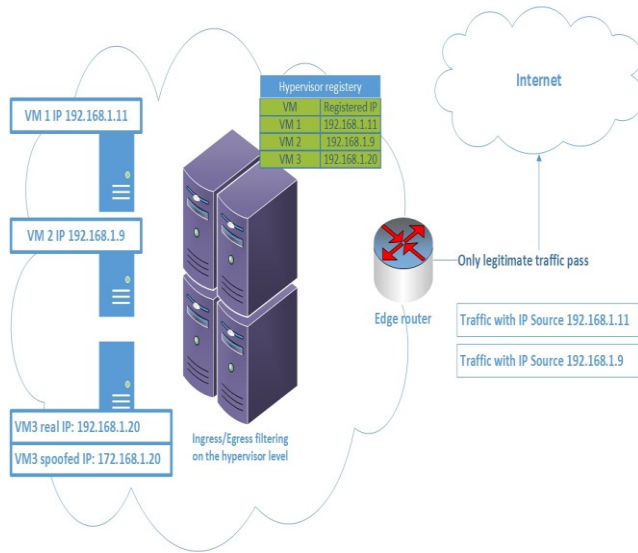 Hypervisor registery
VM Registered IP
VM 1 192.168.1.11
VM 2 192.168.1.9
VM 3 192.168.1.20
Internet
VM 1 IP 192.168.1.11
VM 2 IP 192.168.1.9
VM3 real IP: 192.168.1.20
VM3 spoofed IP: 172.168.1.20
Ingress/Egress filtering
on the hypervisor level
Edge router
Only legitimate traffic pass
Traffic with IP Source 192.168.1.11
Traffic with IP Source 192.168.1.9